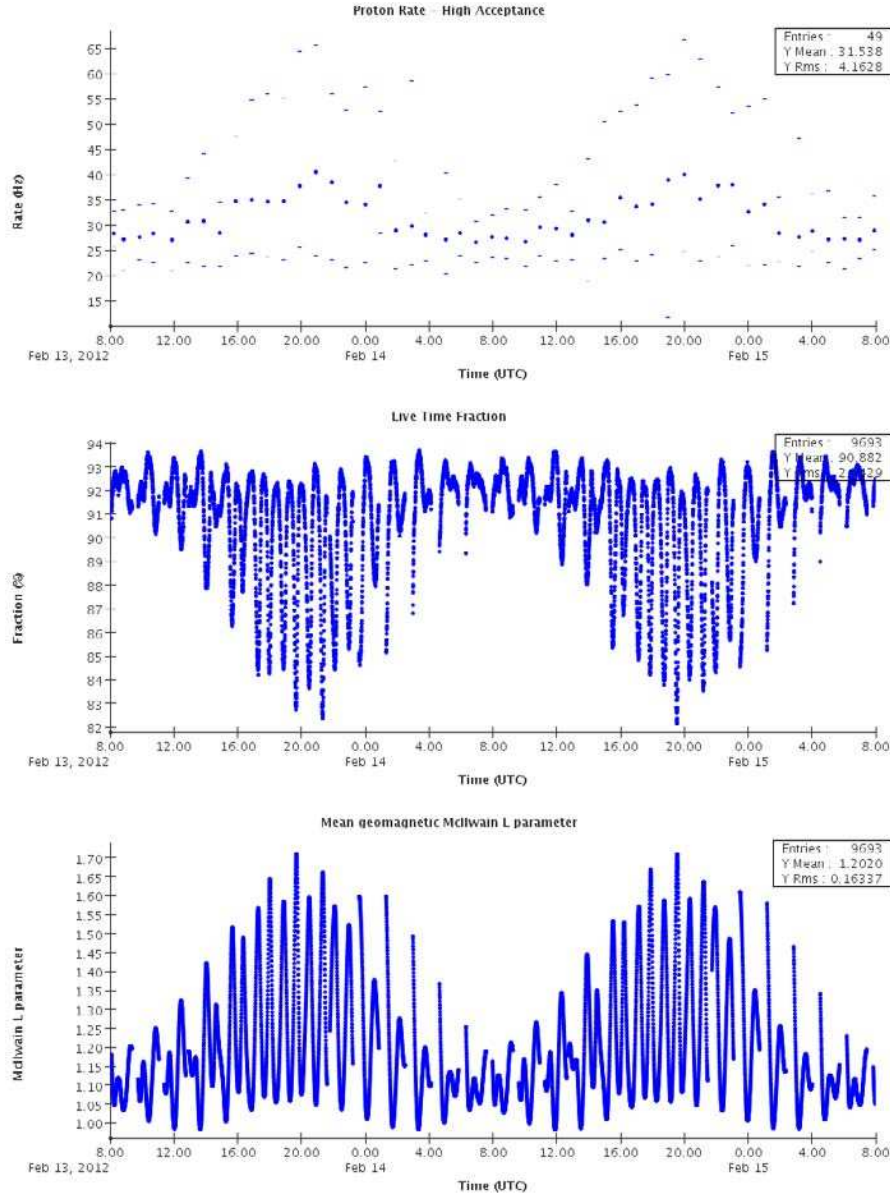 Proton Rate - High Acceptance
Entries : 49
Y Mean : 31.538
Y Rms : 4.1628
65
60
55
50
45
40
35
30
25
20
15
Rate (Hz)
8.00 12.00 16.00 20.00 0.00 4.00 8.00 12.00 16.00 20.00 0.00 4.00 8.00
Feb 13, 2012 Feb 14 Feb 15
Time (UTC)
Live Time Fraction
Entries : 9693
Y Mean : 90.882
Y Rms :
94
93
92
91
90
89
88
87
86
85
84
83
82
Fraction (%)
8.00 12.00 16.00 20.00 0.00 4.00 8.00 12.00 16.00 20.00 0.00 4.00 8.00
Feb 13, 2012 Feb 14 Feb 15
Time (UTC)
Mean geomagnetic McIlwain L parameter
Entries : 9693
Y Mean : 1.2020
Y Rms : 0.16337
1.70
1.65
1.60
1.55
1.50
1.45
1.40
1.35
1.30
1.25
1.20
1.15
1.10
1.05
1.00
McIlwain L parameter
8.00 12.00 16.00 20.00 0.00 4.00 8.00 12.00 16.00 20.00 0.00 4.00 8.00
Feb 13, 2012 Feb 14 Feb 15
Time (UTC)